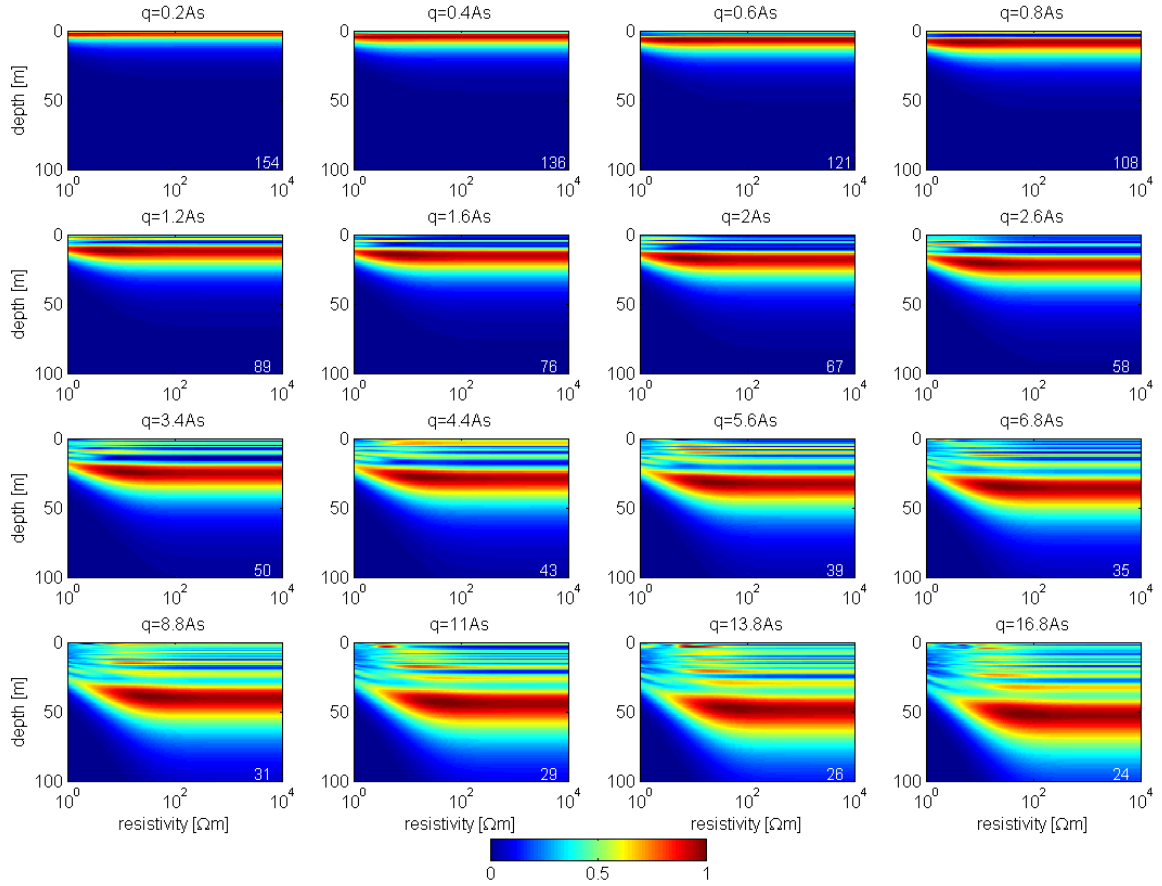 q=0.2As q=0.4As q=0.6As q=0.8As
0 0 0 0
depth [m] 50 50 50 50
100 154 100 136 100 121 100 108
10^0 10^2 10^4 10^0 10^2 10^4 10^0 10^2 10^4 10^0 10^2 10^4
q=1.2As q=1.6As q=2As q=2.6As
0 0 0 0
depth [m] 50 50 50 50
100 89 100 76 100 67 100 58
10^0 10^2 10^4 10^0 10^2 10^4 10^0 10^2 10^4 10^0 10^2 10^4
q=3.4As q=4.4As q=5.6As q=6.8As
0 0 0 0
depth [m] 50 50 50 50
100 50 100 43 100 39 100 35
10^0 10^2 10^4 10^0 10^2 10^4 10^0 10^2 10^4 10^0 10^2 10^4
q=8.8As q=11As q=13.8As q=16.8As
0 0 0 0
depth [m] 50 50 50 50
100 31 100 29 100 26 100 24
10^0 10^2 10^4 10^0 10^2 10^4 10^0 10^2 10^4 10^0 10^2 10^4
resistivity [Ωm] resistivity [Ωm] resistivity [Ωm] resistivity [Ωm]
0 0.5 1